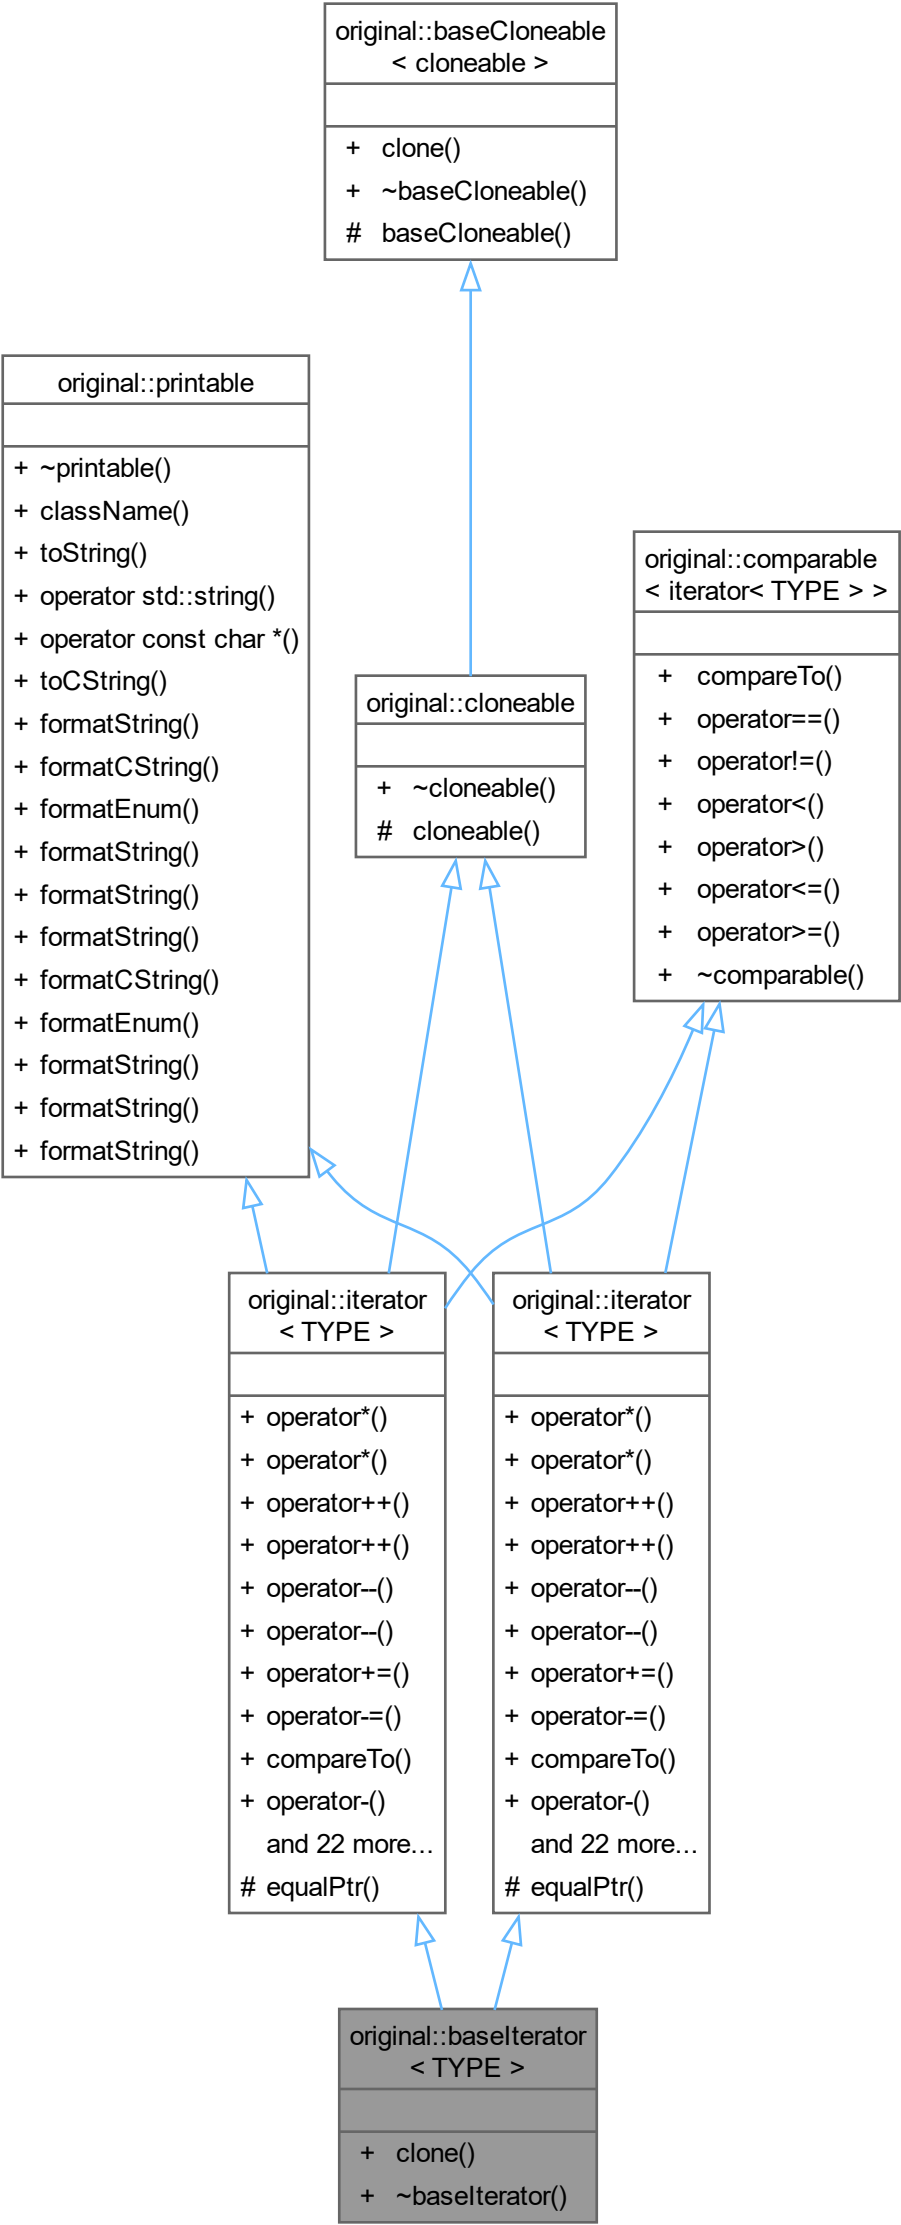 original::baseCloneable
< cloneable >
+ clone()
+ ~baseCloneable()
# baseCloneable()
original::printable
+ ~printable()
+ className()
+ toString()
+ operator std::string()
+ operator const char *()
+ toCString()
+ formatString()
+ formatCString()
+ formatEnum()
+ formatString()
+ formatString()
+ formatString()
+ formatCString()
+ formatEnum()
+ formatString()
+ formatString()
+ formatString()
original::cloneable
+ ~cloneable()
# cloneable()
original::comparable
< iterator< TYPE > >
+ compareTo()
+ operator==()
+ operator!=()
+ operator<()
+ operator>()
+ operator<=()
+ operator>=()
+ ~comparable()
original::iterator
< TYPE >
+ operator*()
+ operator*()
+ operator++()
+ operator++()
+ operator--()
+ operator--()
+ operator+=()
+ operator-=()
+ compareTo()
+ operator-()
and 22 more...
# equalPtr()
original::iterator
< TYPE >
+ operator*()
+ operator*()
+ operator++()
+ operator++()
+ operator--()
+ operator--()
+ operator+=()
+ operator-=()
+ compareTo()
+ operator-()
and 22 more...
# equalPtr()
original::baseIterator
< TYPE >
+ clone()
+ ~baseIterator()